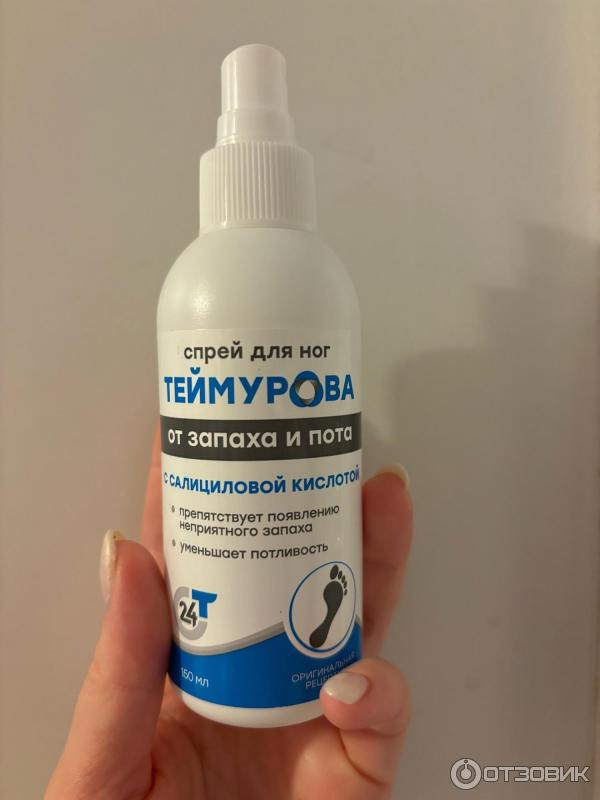 спрей для ног
ТЕЙМУРОВА
от запаха и пота
С САЛИЦИЛОВОЙ КИСЛОТОЙ
• препятствует появлению
неприятного запаха
• уменьшает потливость
24
Т
150 мл
ОРИГИНАЛЬНАЯ
ОТЗОВИК